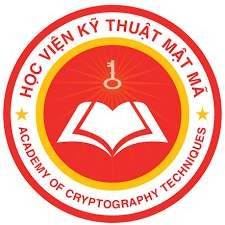 HỌC VIỆN KỸ THUẬT MẬT MÃ
ACADEMY OF CRYPTOGRAPHY TECHNIQUES